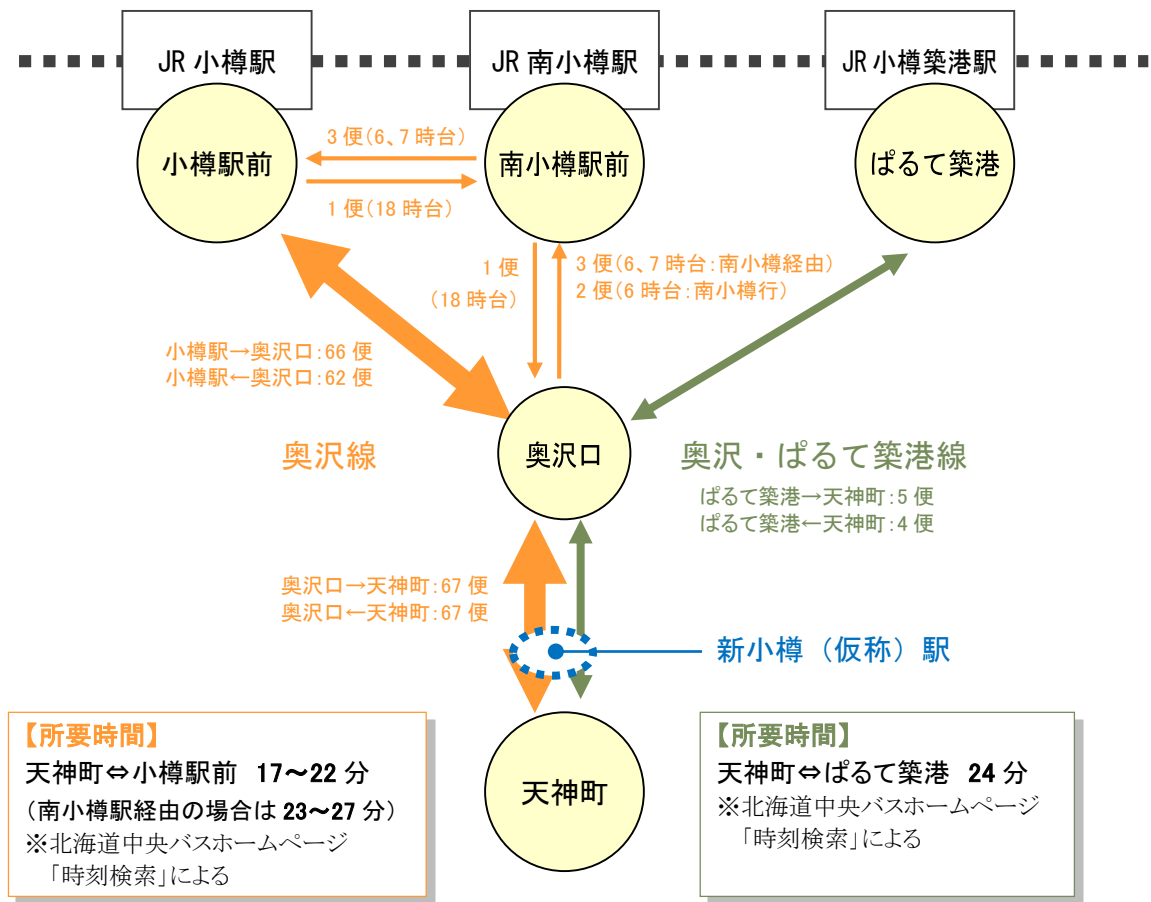 JR 小樽駅
JR 南小樽駅
JR 小樽築港駅
小樽駅前
3 便(6、7 時台)
1 便(18 時台)
南小樽駅前
ぱるて築港
1 便
(18 時台)
3 便(6、7 時台:南小樽経由)
2 便(6 時台:南小樽行)
小樽駅→奥沢口:66 便
小樽駅←奥沢口:62 便
奥沢線
奥沢口
奥沢・ぱるて築港線
ぱるて築港→天神町:5 便
ぱるて築港←天神町:4 便
奥沢口→天神町:67 便
奥沢口←天神町:67 便
新小樽（仮称）駅
【所要時間】
天神町⇔小樽駅前 17～22 分
(南小樽駅経由の場合は 23～27 分)
※北海道中央バスホームページ
「時刻検索」による
天神町
【所要時間】
天神町⇔ぱるて築港 24 分
※北海道中央バスホームページ
「時刻検索」による